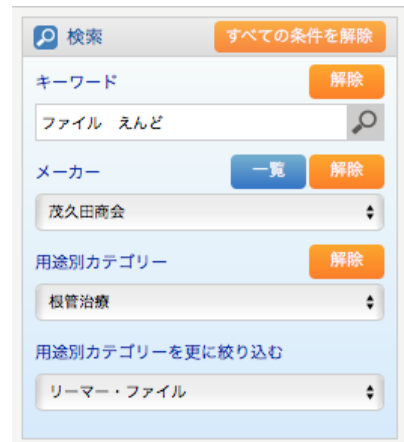 検索 すべての条件を解除
キーワード 解除
ファイル　えんど
メーカー 一覧 解除
茂久田商会
用途別カテゴリー 解除
根管治療
用途別カテゴリーを更に絞り込む
リーマー・ファイル